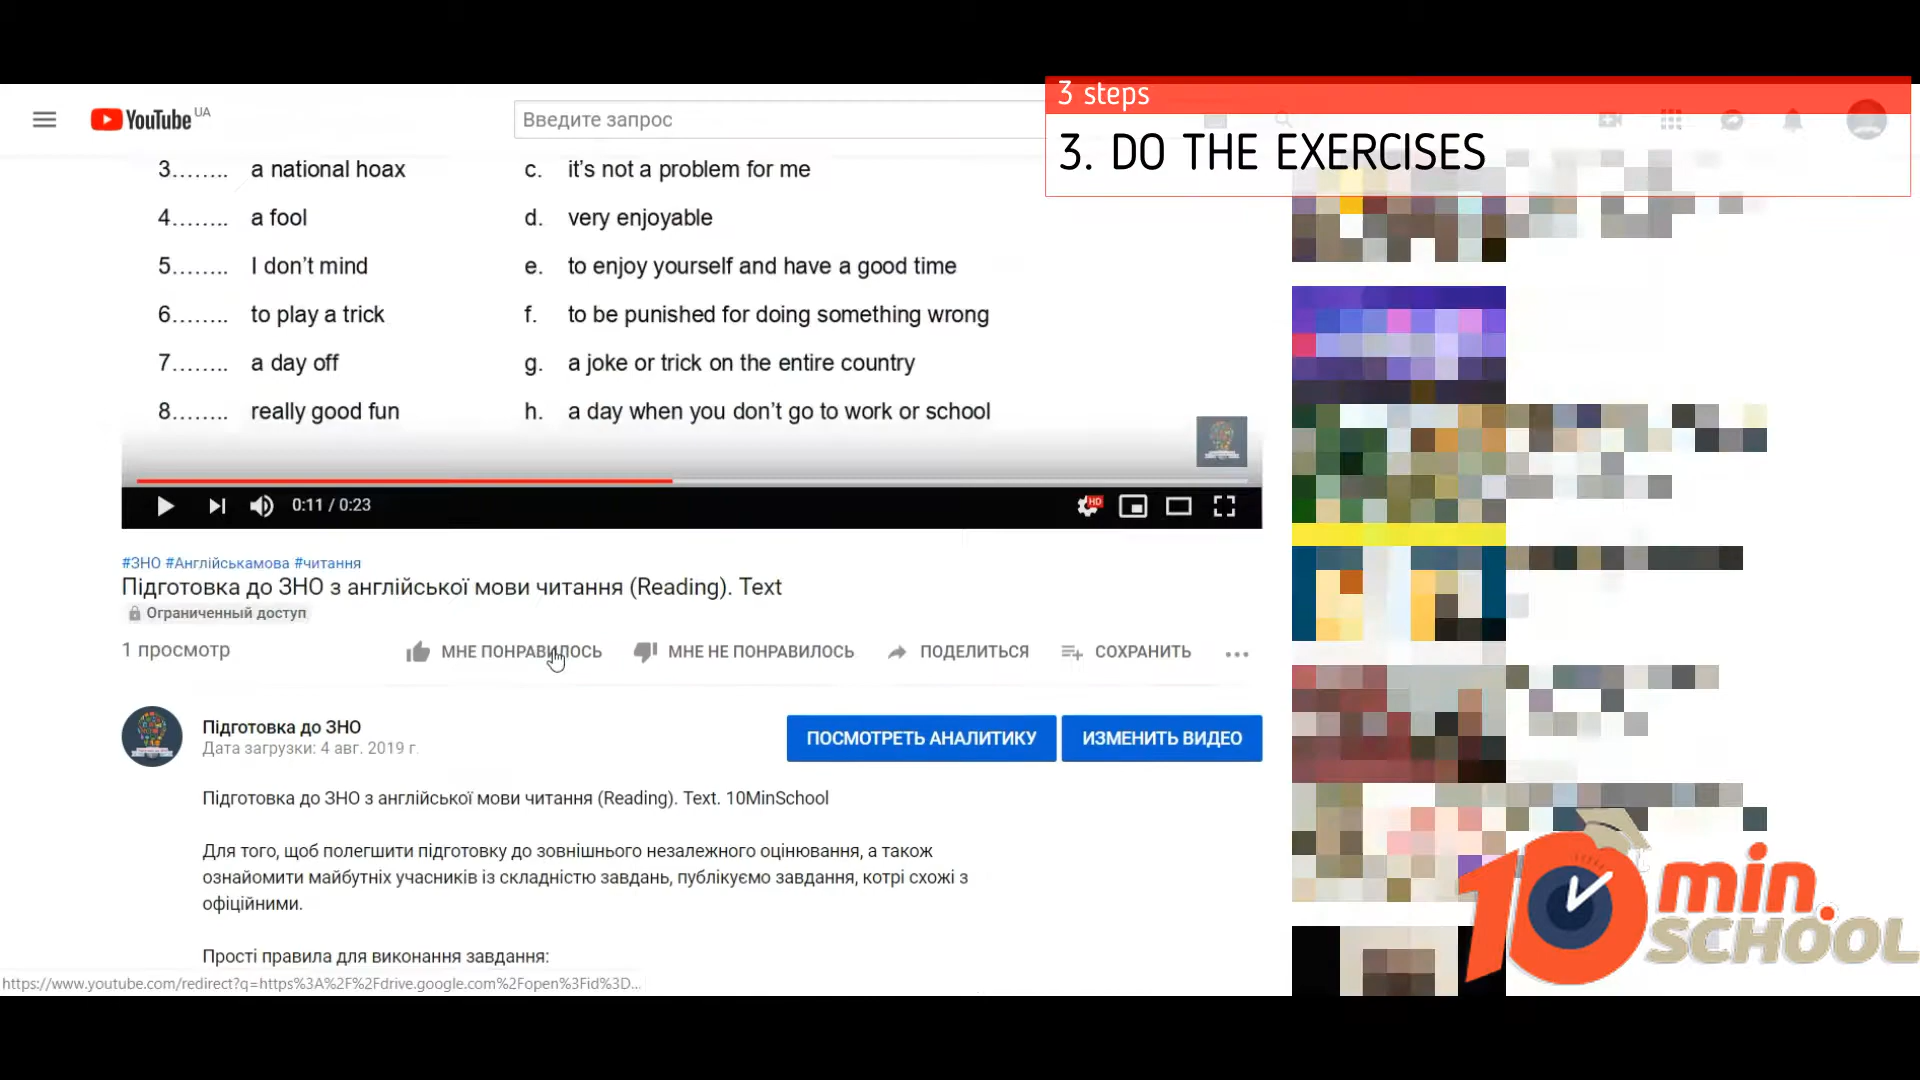 YouTube UA
Введите запрос
3 steps
3. DO THE EXERCISES
3........ a national hoax c. it’s not a problem for me
4........ a fool d. very enjoyable
5........ I don’t mind e. to enjoy yourself and have a good time
6........ to play a trick f. to be punished for doing something wrong
7........ a day off g. a joke or trick on the entire country
8........ really good fun h. a day when you don’t go to work or school
0:11 / 0:23
HD
#ЗНО #Англійськамова #читання
Підготовка до ЗНО з англійської мови читання (Reading). Text
Ограниченный доступ
1 просмотр
МНЕ ПОНРАВИЛОСЬ МНЕ НЕ ПОНРАВИЛОСЬ ПОДЕЛИТЬСЯ СОХРАНИТЬ
Підготовка до ЗНО
Дата загрузки: 4 авг. 2019 г.
ПОСМОТРЕТЬ АНАЛИТИКУ ИЗМЕНИТЬ ВИДЕО
Підготовка до ЗНО з англійської мови читання (Reading). Text. 10MinSchool
Для того, щоб полегшити підготовку до зовнішнього незалежного оцінювання, а також
ознайомити майбутніх учасників із складністю завдань, публікуємо завдання, котрі схожі з
офіційними.
Прості правила для виконання завдання:
https://www.youtube.com/redirect?q=https%3A%2F%2Fdrive.google.com%2Fopen%3Fid%3D...
10 min.
SCHOOL